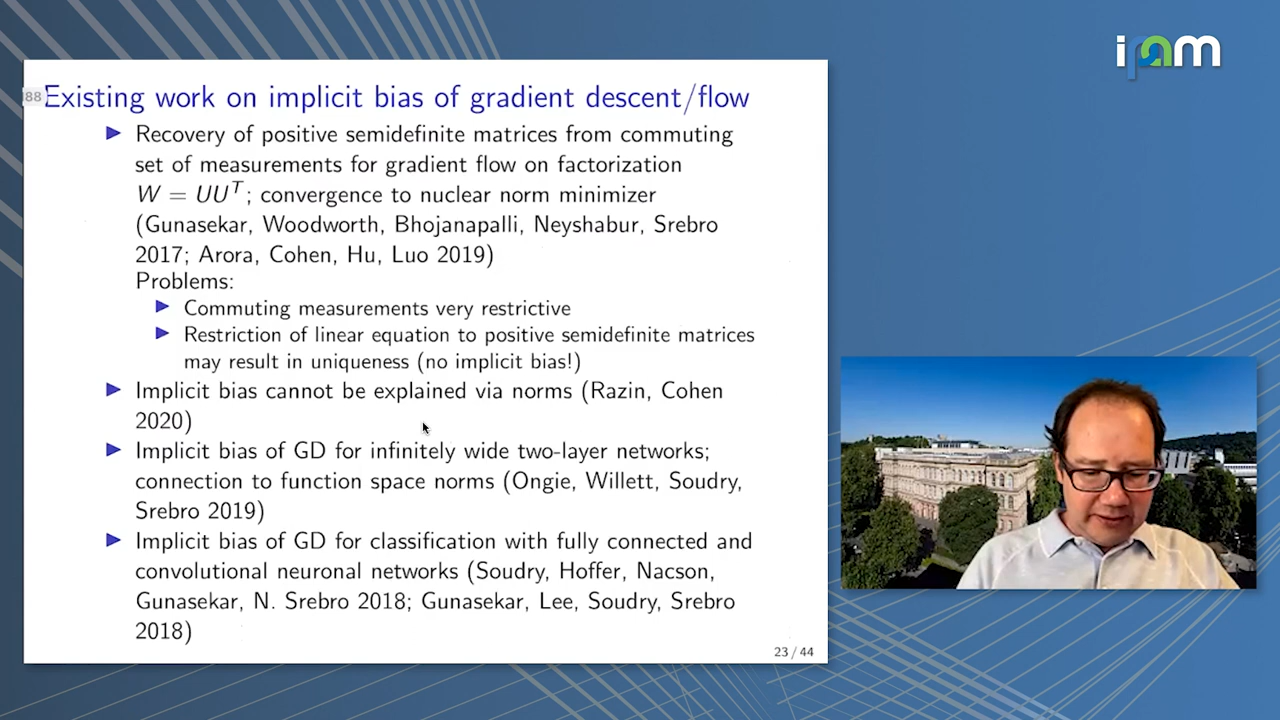 ipam
88 Existing work on implicit bias of gradient descent/flow
Recovery of positive semidefinite matrices from commuting
set of measurements for gradient flow on factorization
W = UUᵀ; convergence to nuclear norm minimizer
(Gunasekar, Woodworth, Bhojanapalli, Neyshabur, Srebro
2017; Arora, Cohen, Hu, Luo 2019)
Problems:
Commuting measurements very restrictive
Restriction of linear equation to positive semidefinite matrices
may result in uniqueness (no implicit bias!)
Implicit bias cannot be explained via norms (Razin, Cohen
2020)
Implicit bias of GD for infinitely wide two-layer networks;
connection to function space norms (Ongie, Willett, Soudry,
Srebro 2019)
Implicit bias of GD for classification with fully connected and
convolutional neuronal networks (Soudry, Hoffer, Nacson,
Gunasekar, N. Srebro 2018; Gunasekar, Lee, Soudry, Srebro
2018)
23 / 44